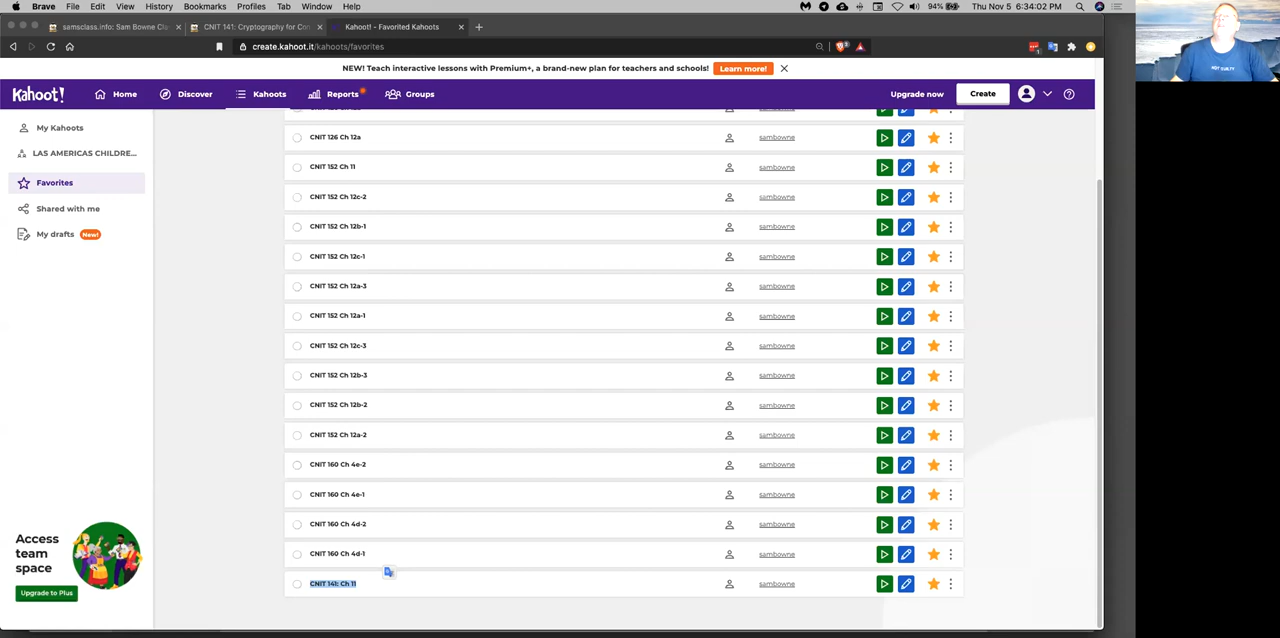 Brave File Edit View History Bookmarks Profiles Tab Window Help 94% Thu Nov 5 6:34:02 PM
samsclass.info: Sam Bowne Cla CNIT 141: Cryptography for Con Kahoot! - Favorited Kahoots
create.kahoot.it/kahoots/favorites
NEW! Teach interactive lessons with Premium+, a brand-new plan for teachers and schools! Learn more!
Kahoot! Home Discover Kahoots Reports Groups Upgrade now Create
My Kahoots
LAS AMERICAS CHILDRE...
Favorites
Shared with me
My drafts New!
CNIT 126 Ch 12a sambowne
CNIT 152 Ch 11 sambowne
CNIT 152 Ch 12c-2 sambowne
CNIT 152 Ch 12b-1 sambowne
CNIT 152 Ch 12c-1 sambowne
CNIT 152 Ch 12a-3 sambowne
CNIT 152 Ch 12a-1 sambowne
CNIT 152 Ch 12c-3 sambowne
CNIT 152 Ch 12b-3 sambowne
CNIT 152 Ch 12b-2 sambowne
CNIT 152 Ch 12a-2 sambowne
CNIT 160 Ch 4e-2 sambowne
CNIT 160 Ch 4e-1 sambowne
CNIT 160 Ch 4d-2 sambowne
CNIT 160 Ch 4d-1 sambowne
CNIT 141: Ch 11 sambowne
Access
team
space
Upgrade to Plus